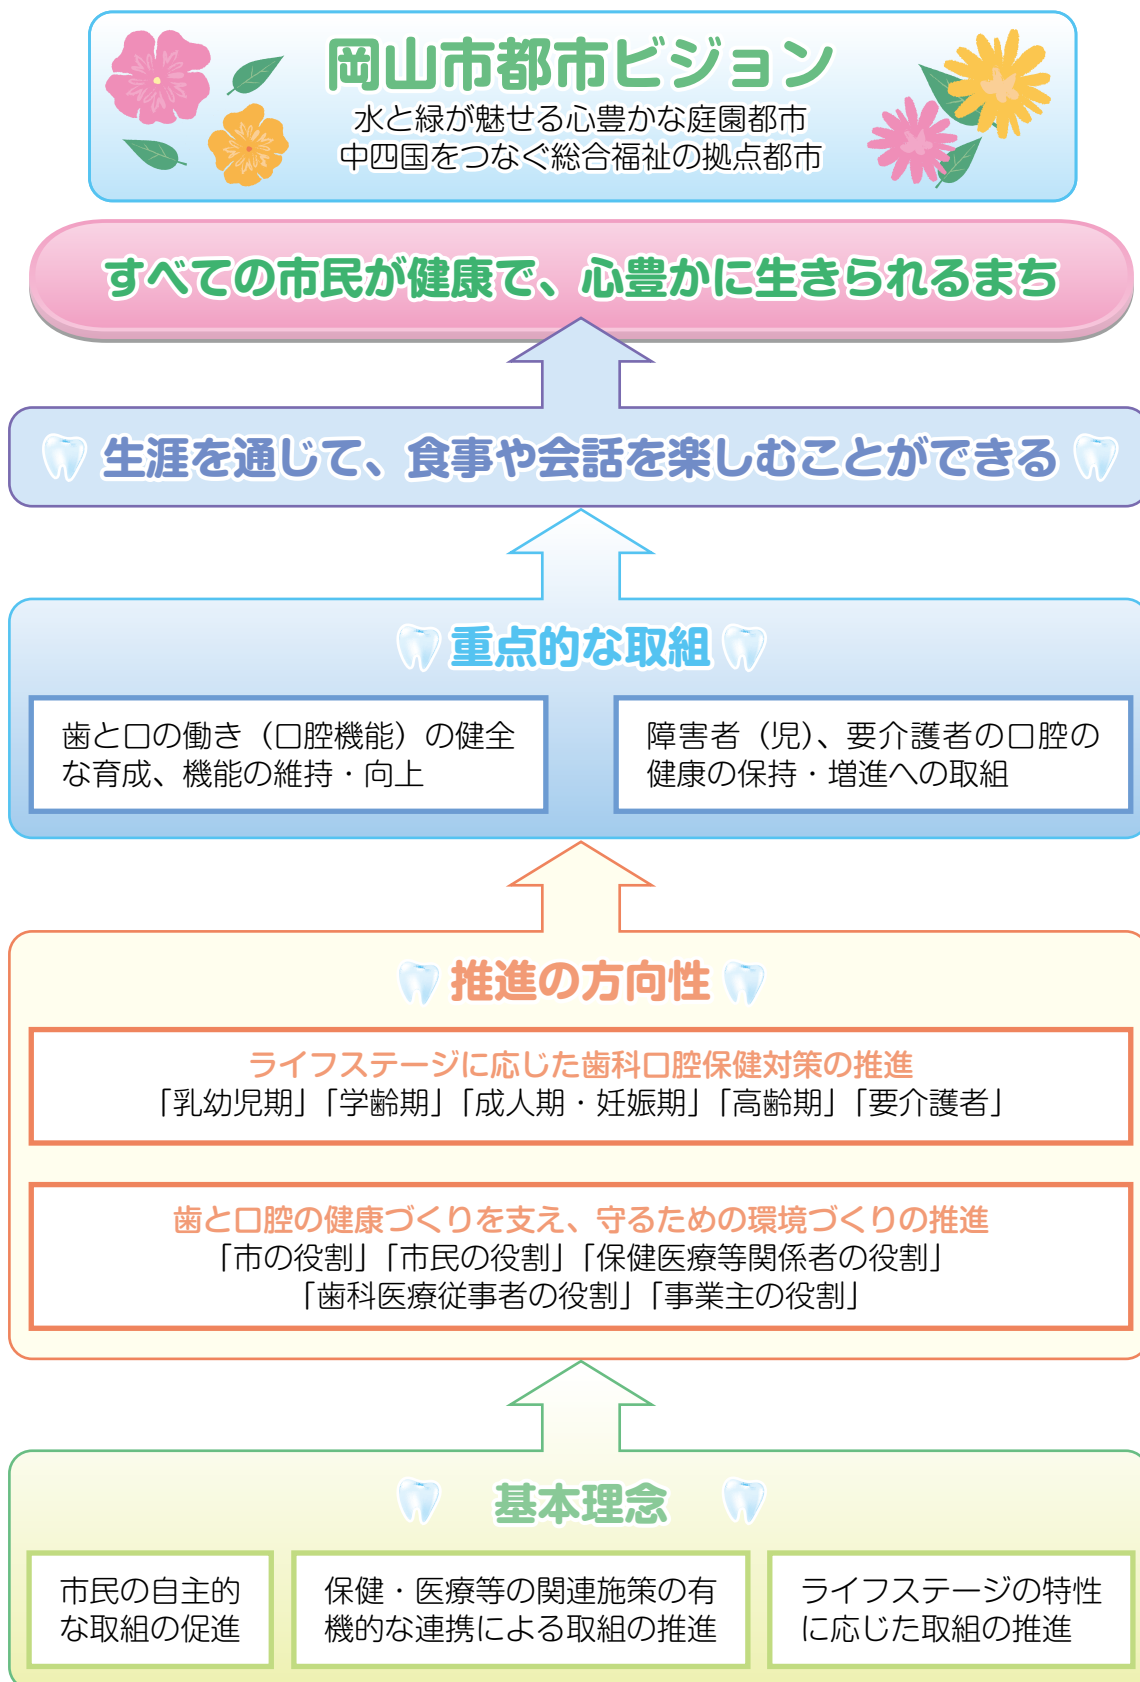 岡山市都市ビジョン
水と緑が魅せる心豊かな庭園都市
中四国をつなぐ総合福祉の拠点都市
すべての市民が健康で、心豊かに生きられるまち
生涯を通じて、食事や会話を楽しむことができる
重点的な取組
歯と口の働き（口腔機能）の健全
な育成、機能の維持・向上
障害者（児）、要介護者の口腔の
健康の保持・増進への取組
推進の方向性
ライフステージに応じた歯科口腔保健対策の推進
「乳幼児期」「学齢期」「成人期・妊娠期」「高齢期」「要介護者」
歯と口腔の健康づくりを支え、守るための環境づくりの推進
「市の役割」「市民の役割」「保健医療等関係者の役割」
「歯科医療従事者の役割」「事業主の役割」
基本理念
市民の自主的
な取組の促進
保健・医療等の関連施策の有
機的な連携による取組の推進
ライフステージの特性
に応じた取組の推進